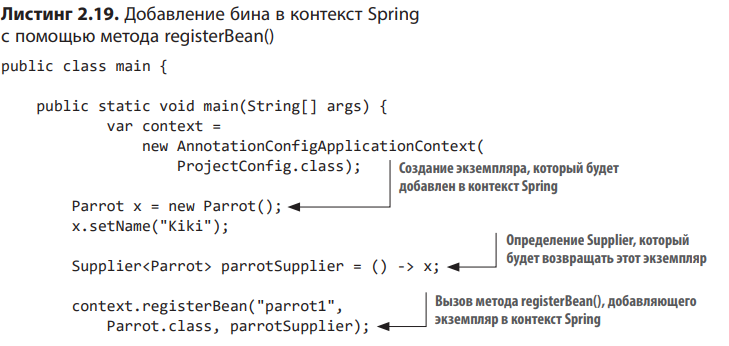 Листинг 2.19. Добавление бина в контекст Spring
с помощью метода registerBean()
public class main {
public static void main(String[] args) {
var context =
new AnnotationConfigApplicationContext(
ProjectConfig.class);
Создание экземпляра, который будет
добавлен в контекст Spring
Parrot x = new Parrot();
x.setName("Kiki");
Определение Supplier, который
будет возвращать этот экземпляр
Supplier<Parrot> parrotSupplier = () -> x;
Вызов метода registerBean(), добавляющего
экземпляр в контекст Spring
context.registerBean("parrot1",
Parrot.class, parrotSupplier);